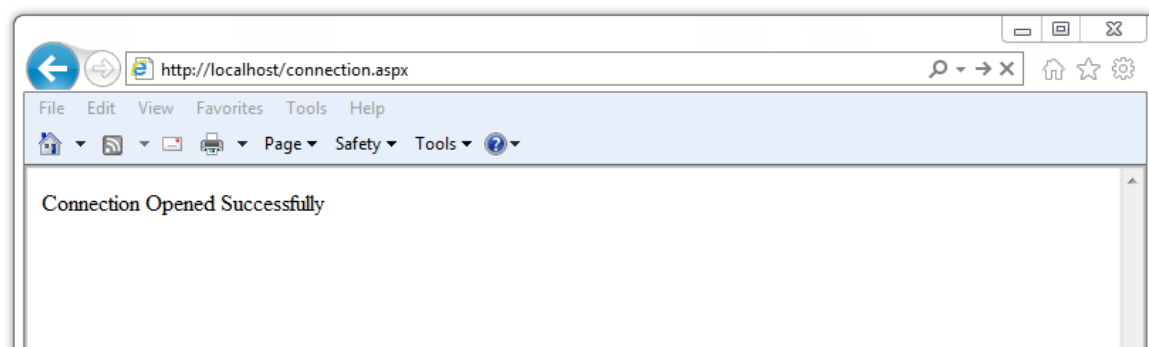 http://localhost/connection.aspx
File Edit View Favorites Tools Help
Page Safety Tools
Connection Opened Successfully